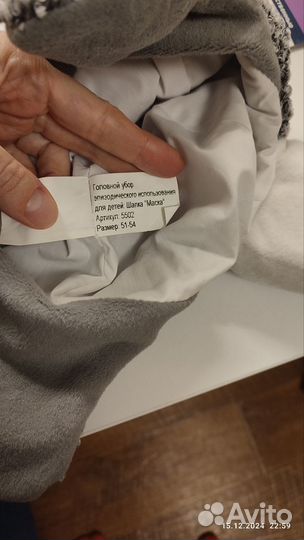 Головной убор
эпизодического использования
для детей: Шапка "Маска"
Артикул: 5502
Размер: 51-54
15.12.2024 22:59
Avito